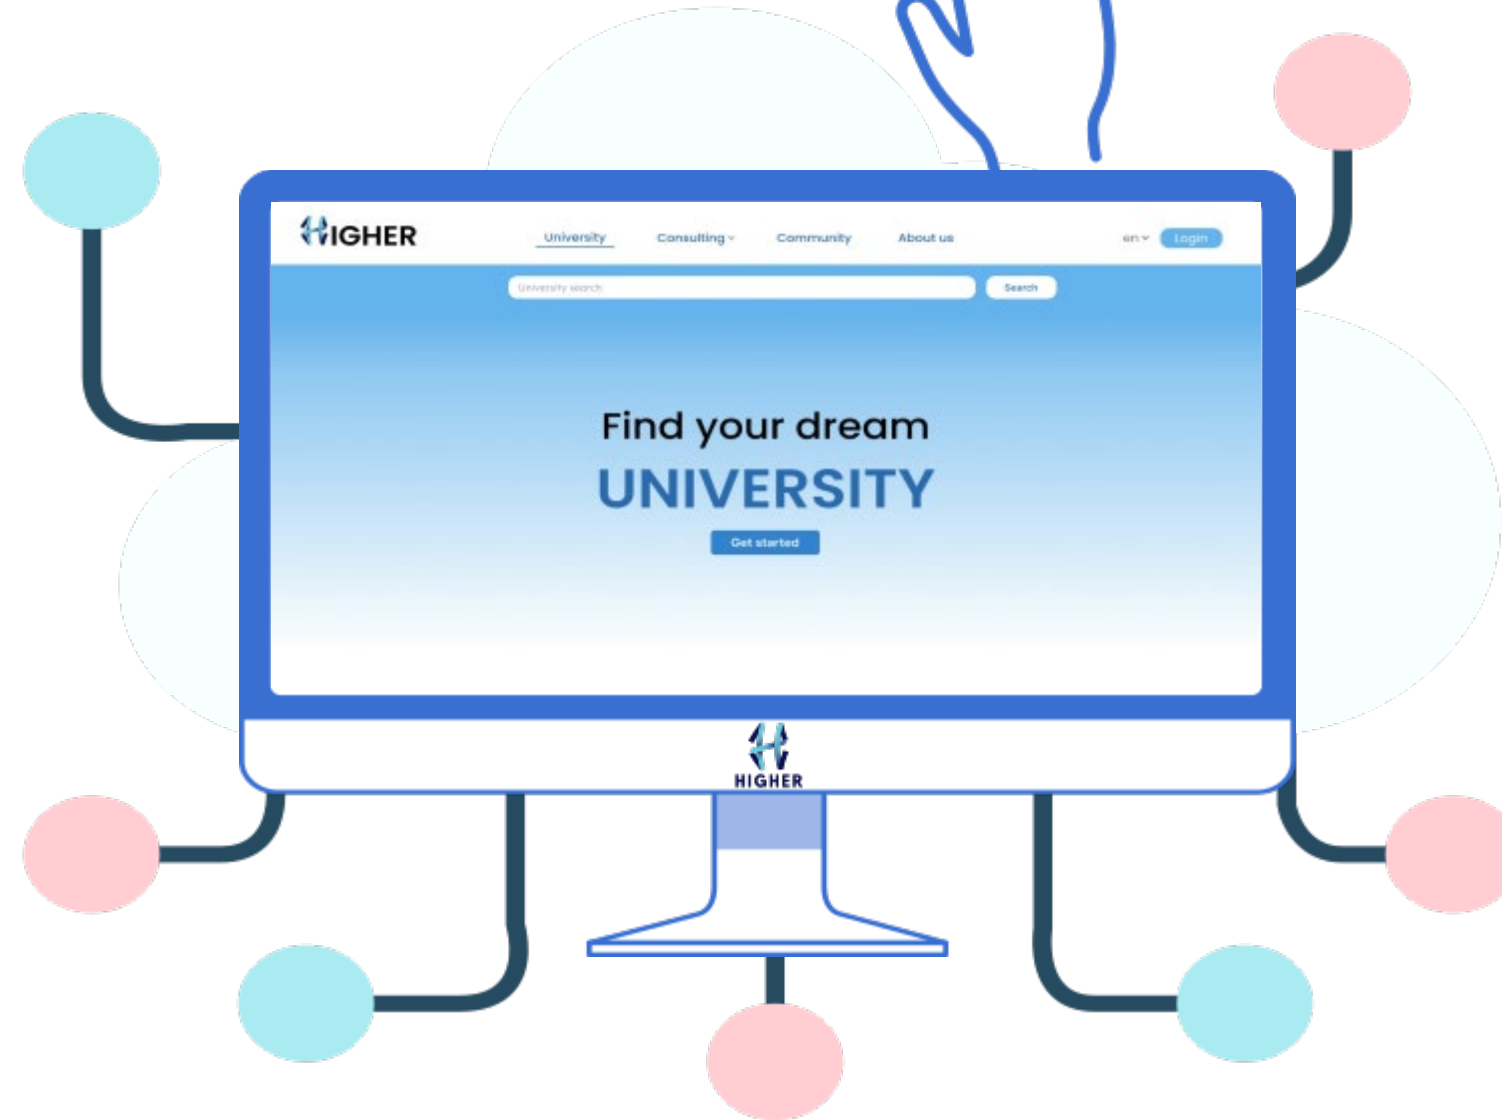 HIGHER
University Consulting Community About us en Login
University search Search
Find your dream
UNIVERSITY
Get started
HIGHER